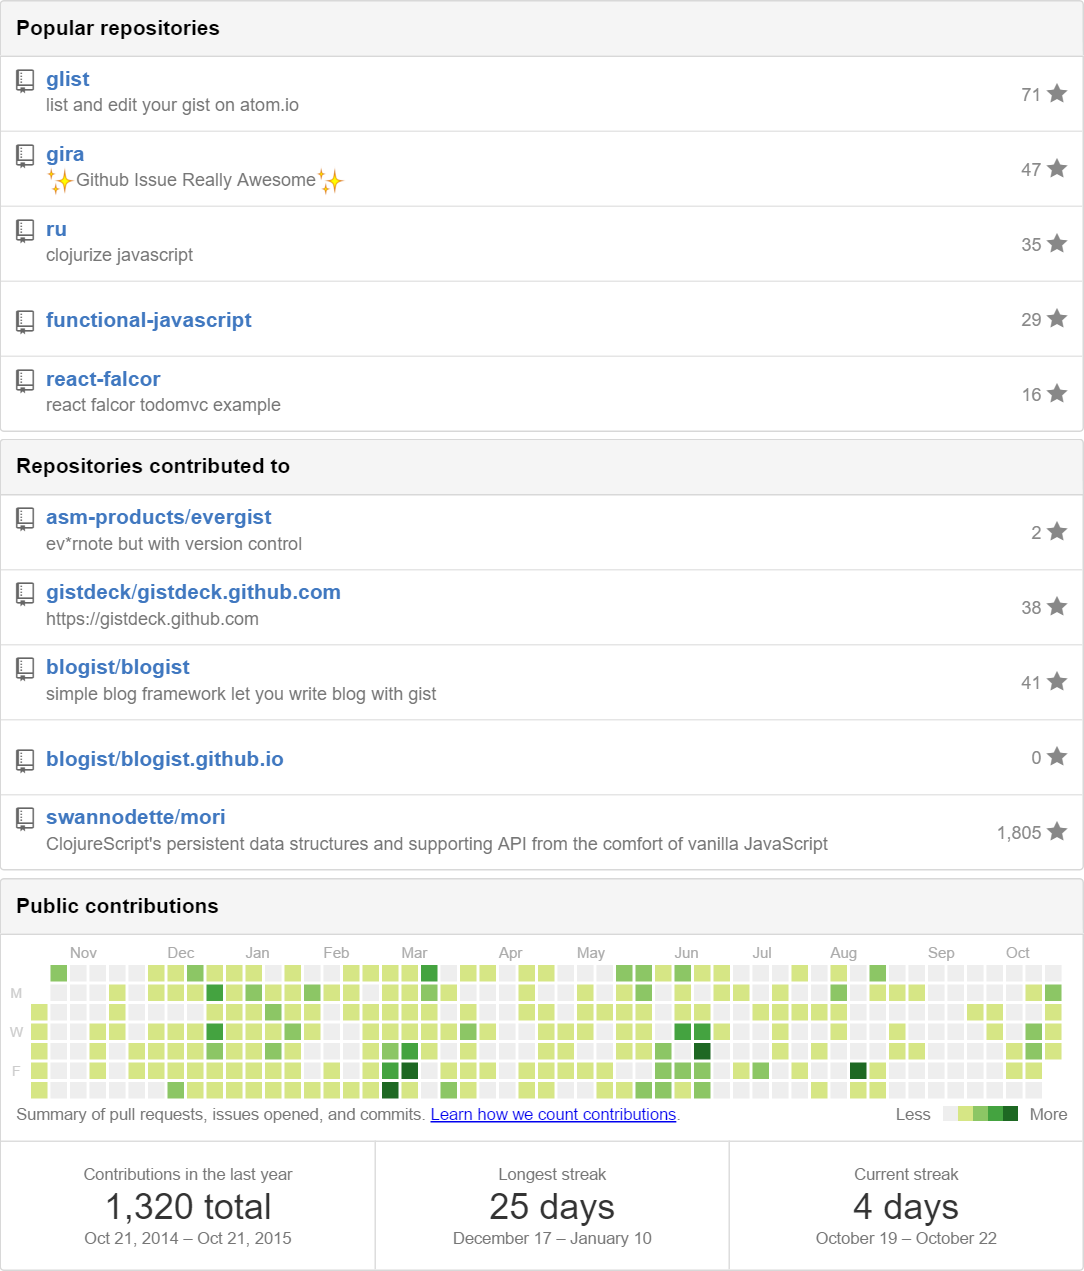 Popular repositories
glist
list and edit your gist on atom.io
71
gira
✨Github Issue Really Awesome✨
47
ru
clojurize javascript
35
functional-javascript
29
react-falcor
react falcor todomvc example
16
Repositories contributed to
asm-products/evergist
ev*rnote but with version control
2
gistdeck/gistdeck.github.com
https://gistdeck.github.com
38
blogist/blogist
simple blog framework let you write blog with gist
41
blogist/blogist.github.io
0
swannodette/mori
ClojureScript's persistent data structures and supporting API from the comfort of vanilla JavaScript
1,805
Public contributions
Nov Dec Jan Feb Mar Apr May Jun Jul Aug Sep Oct
M
W
F
Summary of pull requests, issues opened, and commits. Learn how we count contributions. Less More
Contributions in the last year
1,320 total
Oct 21, 2014 – Oct 21, 2015
Longest streak
25 days
December 17 – January 10
Current streak
4 days
October 19 – October 22